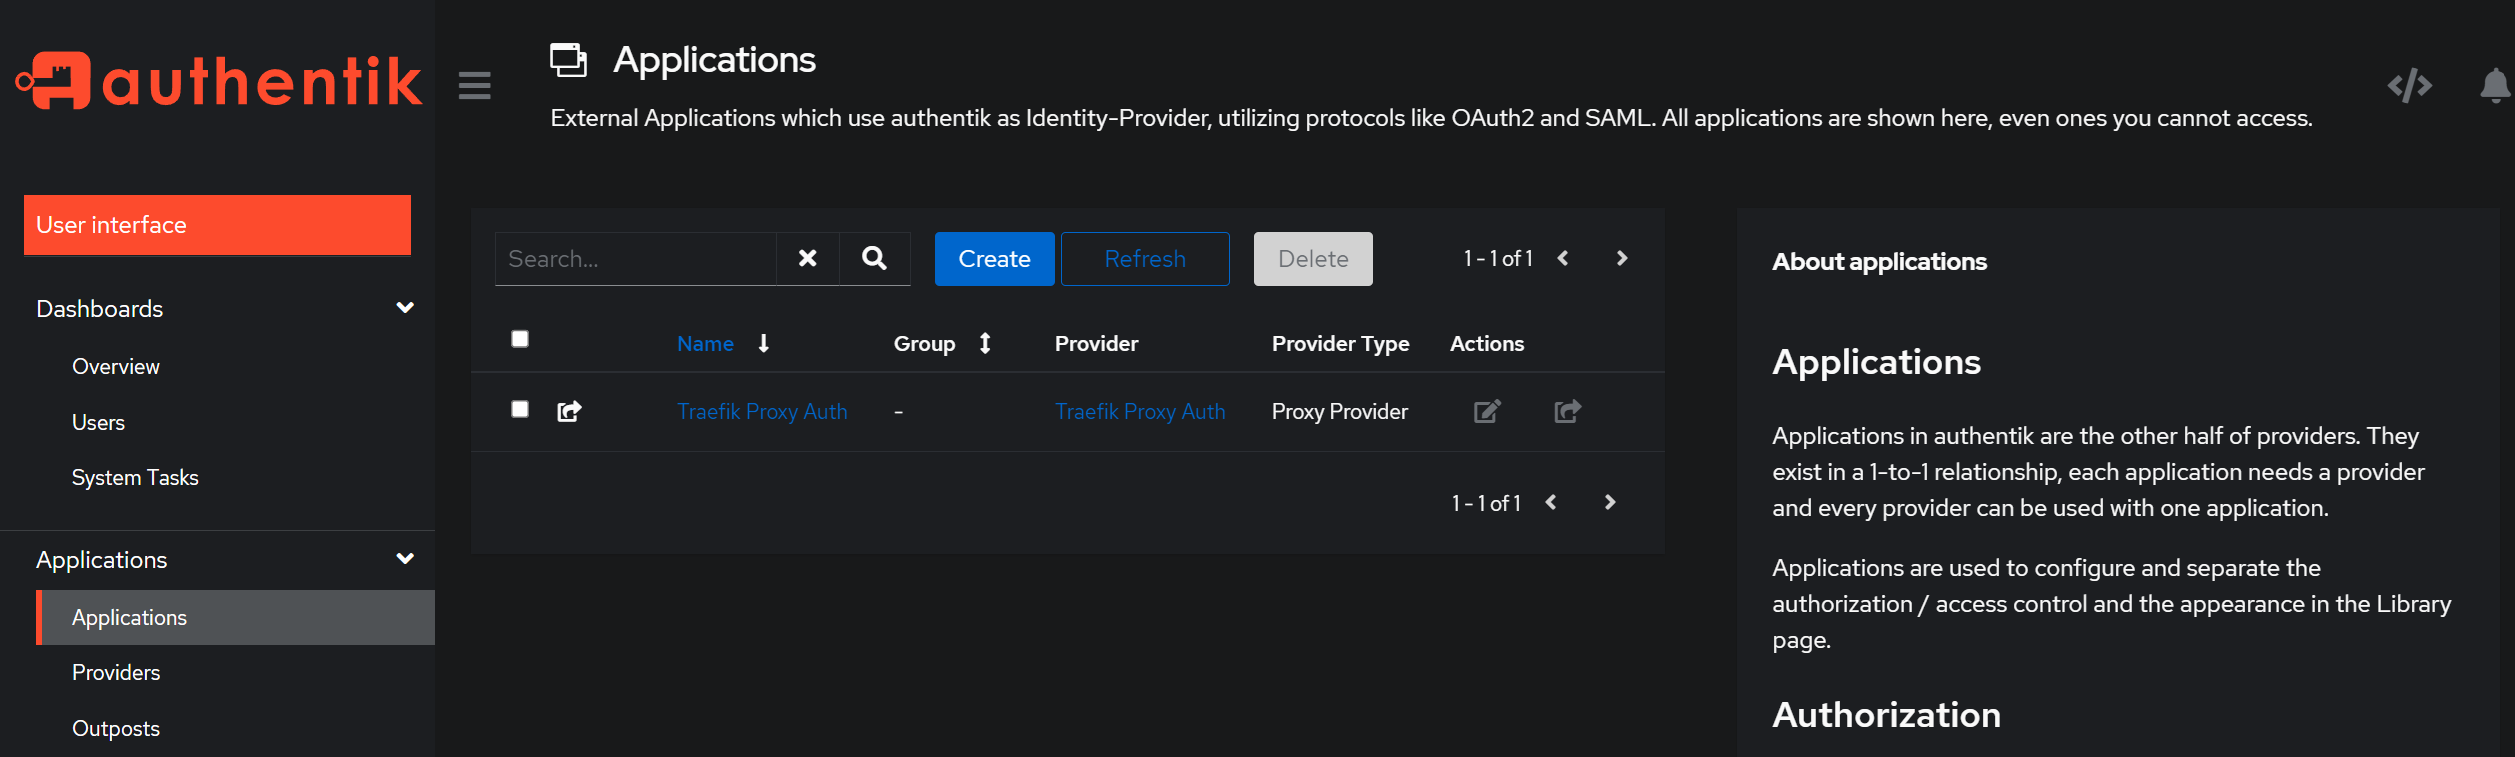 authentik
Applications
External Applications which use authentik as Identity-Provider, utilizing protocols like OAuth2 and SAML. All applications are shown here, even ones you cannot access.
User interface
Dashboards
Overview
Users
System Tasks
Applications
Applications
Providers
Outposts
Search...
Create
Refresh
Delete
1 - 1 of 1
Name Group Provider Provider Type Actions
Traefik Proxy Auth - Traefik Proxy Auth Proxy Provider
1 - 1 of 1
About applications
Applications
Applications in authentik are the other half of providers. They
exist in a 1-to-1 relationship, each application needs a provider
and every provider can be used with one application.
Applications are used to configure and separate the
authorization / access control and the appearance in the Library
page.
Authorization